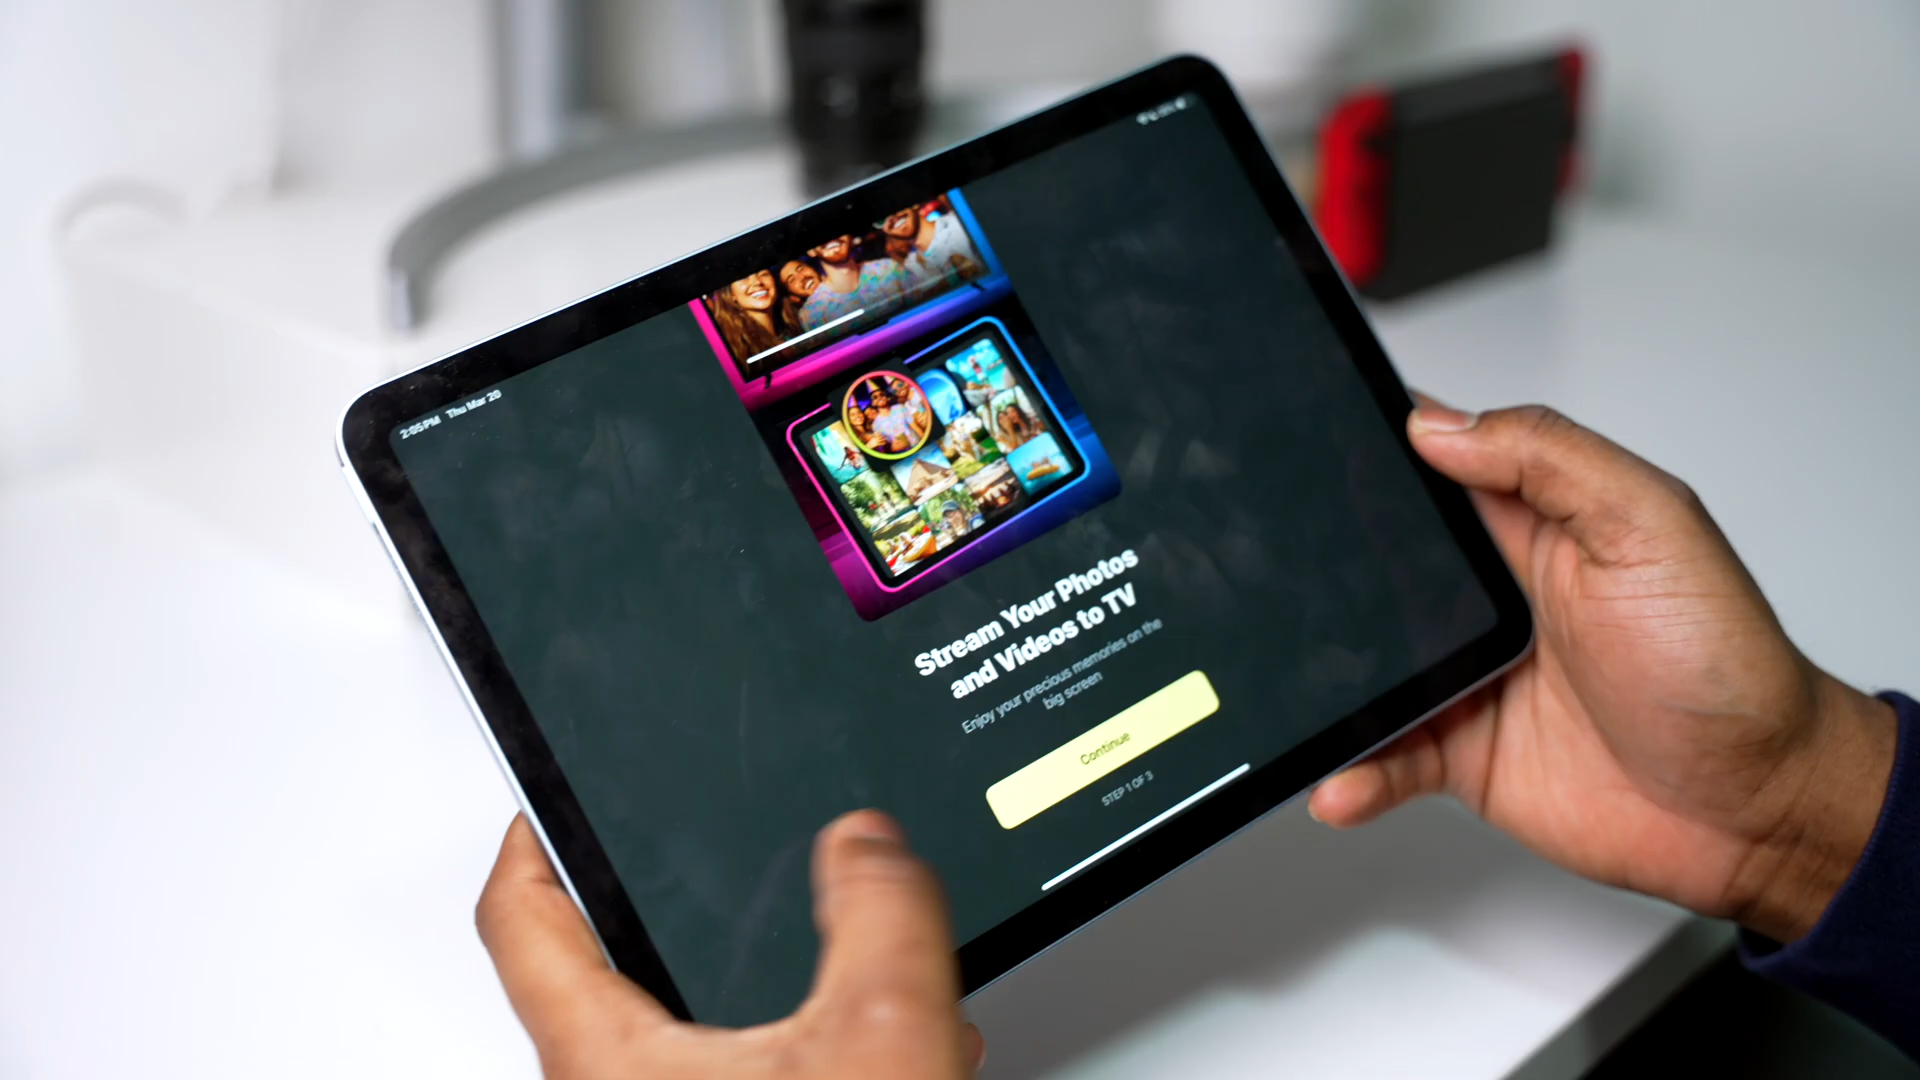 2:05 PM Thu Mar 20
Stream Your Photos
and Videos to TV
Enjoy your precious memories on the
big screen
Continue
STEP 1 OF 3